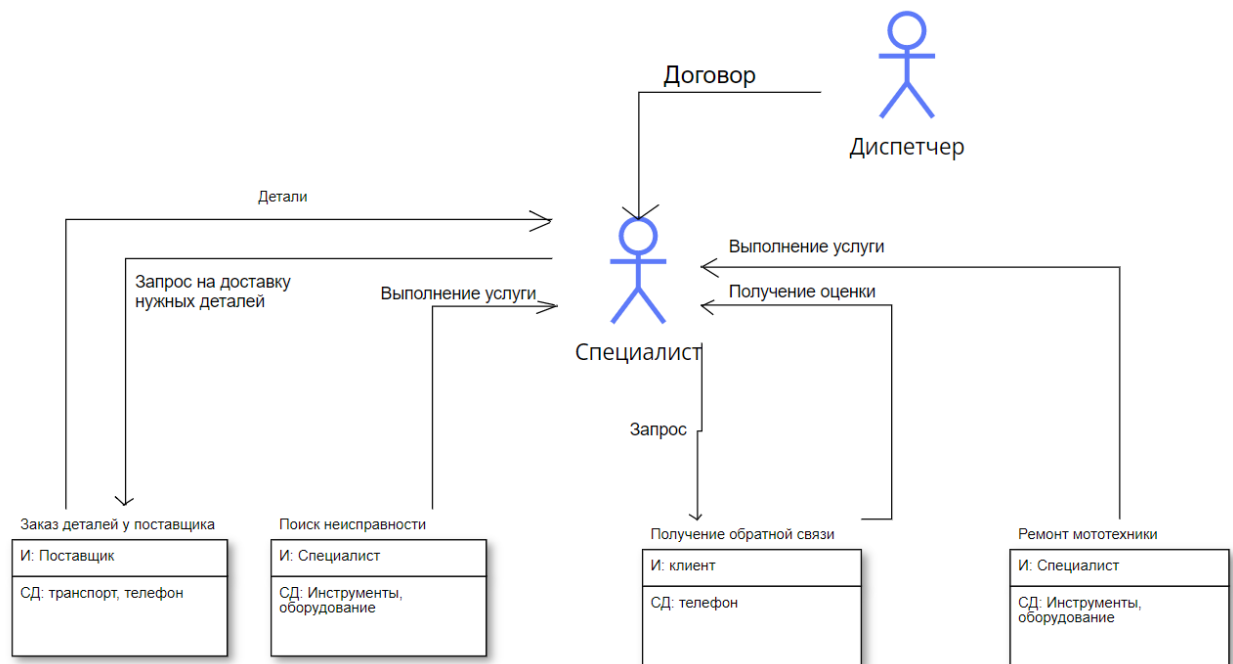 Договор
Диспетчер
Детали
Выполнение услуги
Запрос на доставку
нужных деталей
Выполнение услуги
Получение оценки
Специалист
Запрос
Заказ деталей у поставщика
И: Поставщик
СД: транспорт, телефон
Поиск неисправности
И: Специалист
СД: Инструменты,
оборудование
Получение обратной связи
И: клиент
СД: телефон
Ремонт мототехники
И: Специалист
СД: Инструменты,
оборудование